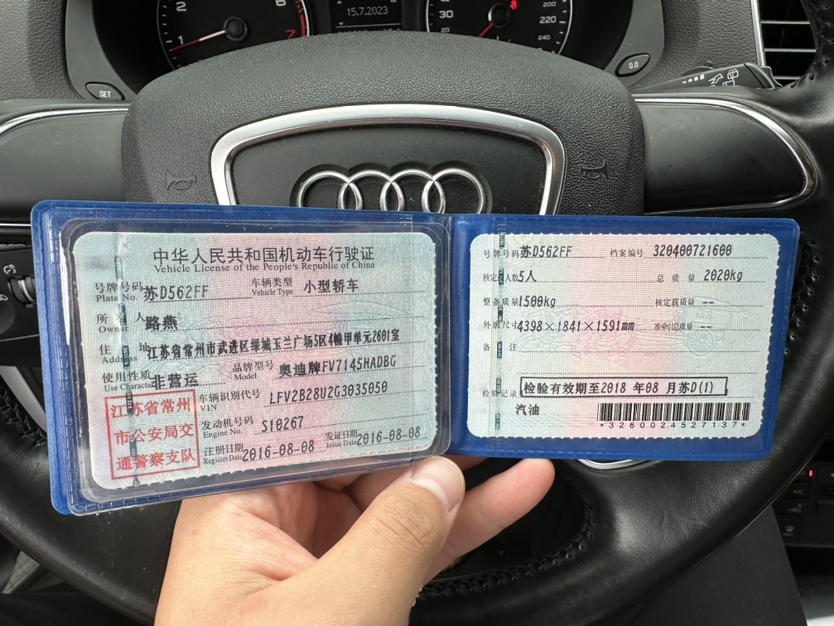 1
6
7
15.7.2023
30
200
220
240
SET
0.0
中华人民共和国机动车行驶证
Vehicle License of the People's Republic of China
号牌号码 苏D562FF 车辆类型 小型轿车
Plate No. Vehicle Type
所有人 路燕
Owner
住址 江苏省常州市武进区绿城玉兰广场5区4幢甲单元2601室
Address
使用性质 非营运 品牌型号 奥迪牌FV7145HADBG
Use Character Model
江苏省常州
市公安局交
通警察支队
车辆识别代号 LFV2B28U2G3035050
VIN
发动机号码 S10267
Engine No.
注册日期 2016-08-08 发证日期 2016-08-08
Register Date Issue Date
号牌号码 苏D562FF 档案编号 320400721600
核定载人数 5人 总质量 2020kg
整备质量 1500kg 核定载质量 --
外廓尺寸 4398×1841×1591mm 准牵引总质量 --
备注
检验记录 检验有效期至2018年08月苏D(1)
汽油
*3260024527137*